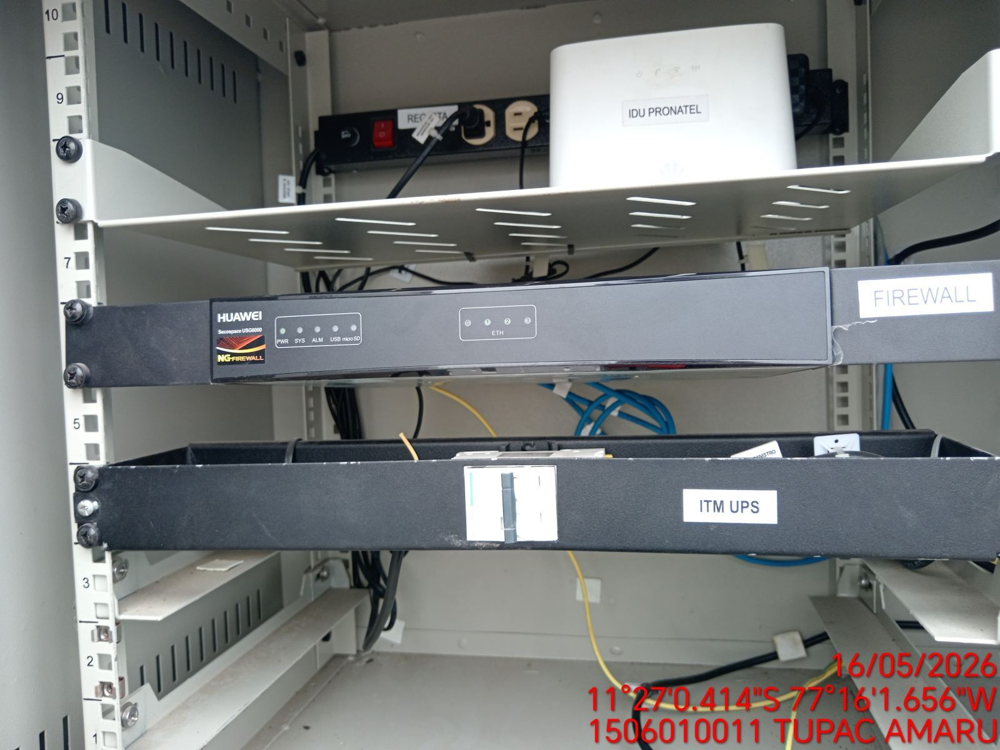 10
9
REGLETA
IDU PRONATEL
7
HUAWEI
Secospace USG6000
NG-FIREWALL
PWR SYS ALM USB micro SD
0 1 2 3
ETH
FIREWALL
5
ITM UPS
3
2
1
16/05/2026
11°27'0.414"S 77°16'1.656"W
1506010011 TUPAC AMARU